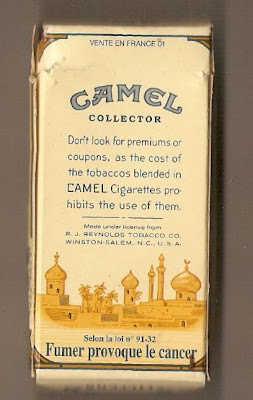 VENTE EN FRANCE 01
CAMEL
COLLECTOR
Don't look for premiums or
coupons, as the cost of
the tobaccos blended in
CAMEL Cigarettes pro-
hibits the use of them.
Made under license from
R. J. REYNOLDS TOBACCO CO.
WINSTON-SALEM, N.C., U.S.A.
Selon la loi n° 91-32
Fumer provoque le cancer